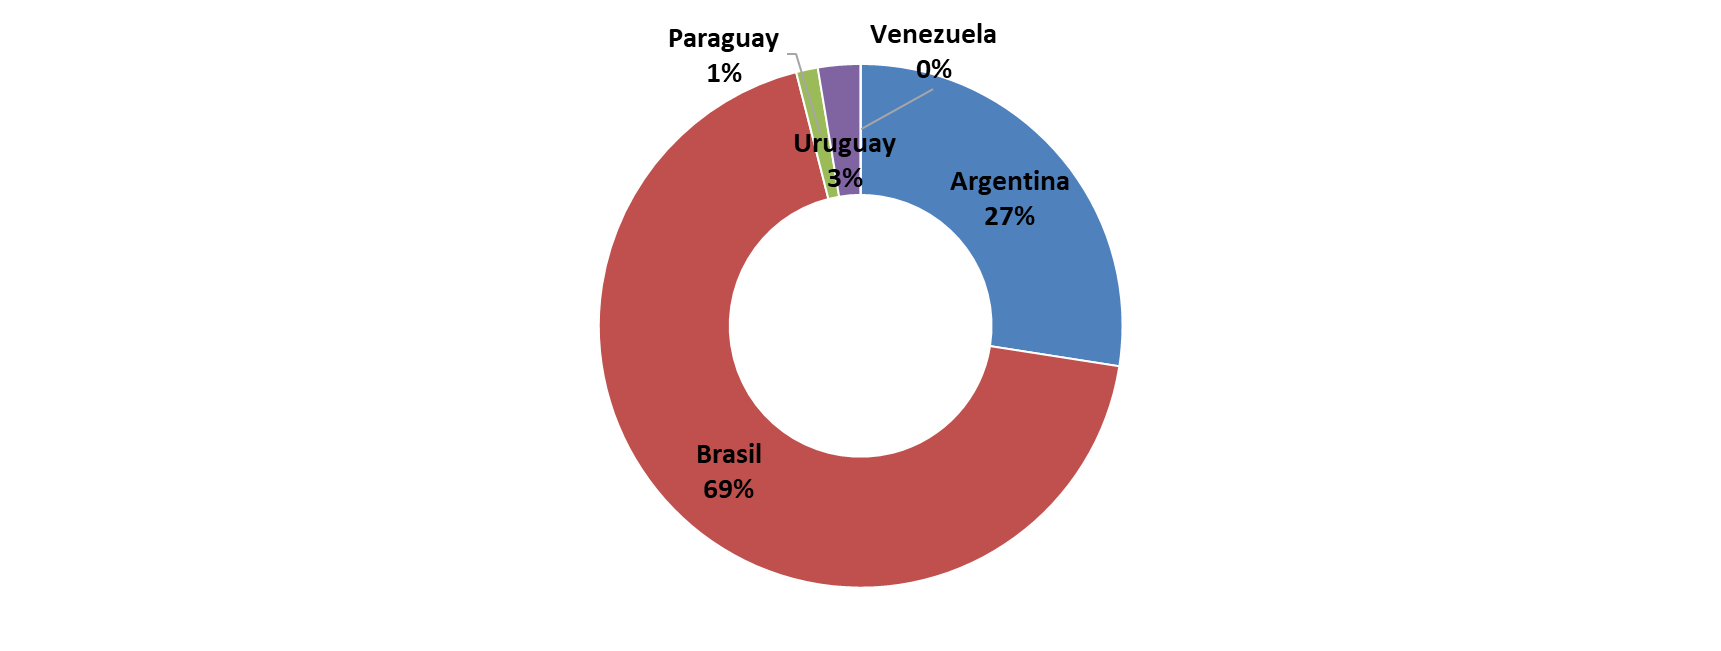 Paraguay
1%
Venezuela
0%
Uruguay
3%
Argentina
27%
Brasil
69%